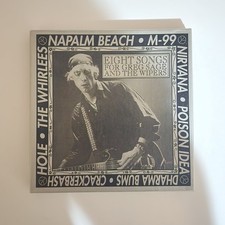 NAPALM BEACH • M-99
NIRVANA • POISON IDEA
DHARMA BUMS • CRACKERBASH
HOLE • THE WHIRLEES
EIGHT SONGS
FOR GREG SAGE
AND THE WIPERS